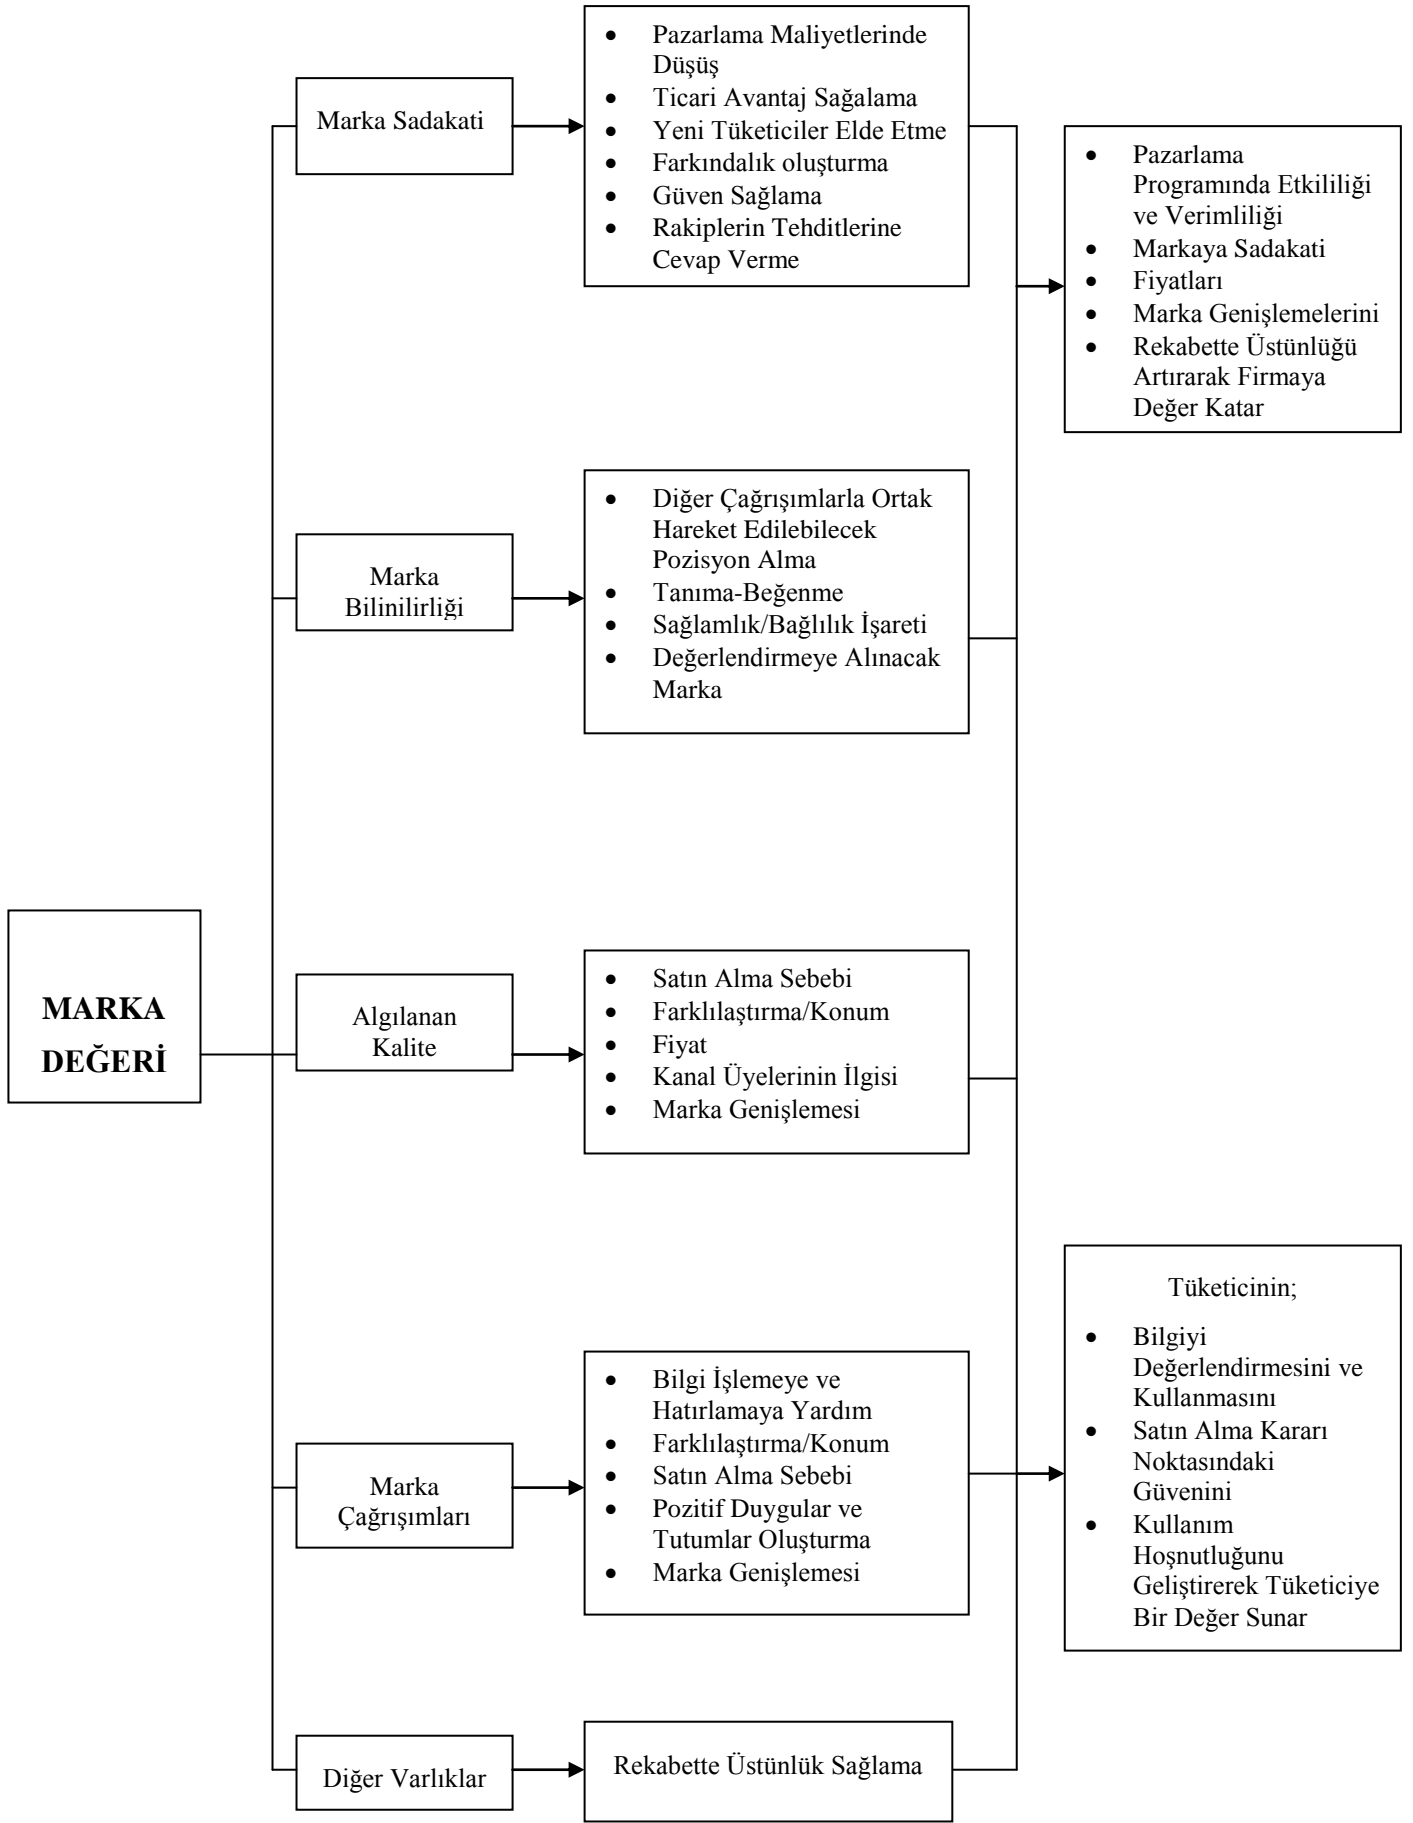 MARKA
DEĞERİ
Marka Sadakati
• Pazarlama Maliyetlerinde
Düşüş
• Ticari Avantaj Sağalama
• Yeni Tüketiciler Elde Etme
• Farkındalık oluşturma
• Güven Sağlama
• Rakiplerin Tehditlerine
Cevap Verme
Marka
Bilinilirliği
• Diğer Çağrışımlarla Ortak
Hareket Edilebilecek
Pozisyon Alma
• Tanıma-Beğenme
• Sağlamlık/Bağlılık İşareti
• Değerlendirmeye Alınacak
Marka
Algılanan
Kalite
• Satın Alma Sebebi
• Farklılaştırma/Konum
• Fiyat
• Kanal Üyelerinin İlgisi
• Marka Genişlemesi
Marka
Çağrışımları
• Bilgi İşlemeye ve
Hatırlamaya Yardım
• Farklılaştırma/Konum
• Satın Alma Sebebi
• Pozitif Duygular ve
Tutumlar Oluşturma
• Marka Genişlemesi
Diğer Varlıklar
Rekabette Üstünlük Sağlama
• Pazarlama
Programında Etkililiği
ve Verimliliği
• Markaya Sadakati
• Fiyatları
• Marka Genişlemelerini
• Rekabette Üstünlüğü
Artırarak Firmaya
Değer Katar
Tüketicinin;
• Bilgiyi
Değerlendirmesini ve
Kullanmasını
• Satın Alma Kararı
Noktasındaki
Güvenini
• Kullanım
Hoşnutluğunu
Geliştirerek Tüketiciye
Bir Değer Sunar